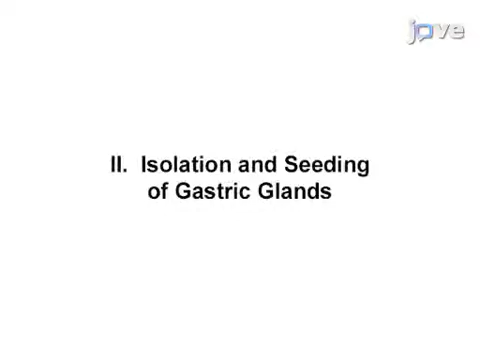 jove
II. Isolation and Seeding
of Gastric Glands